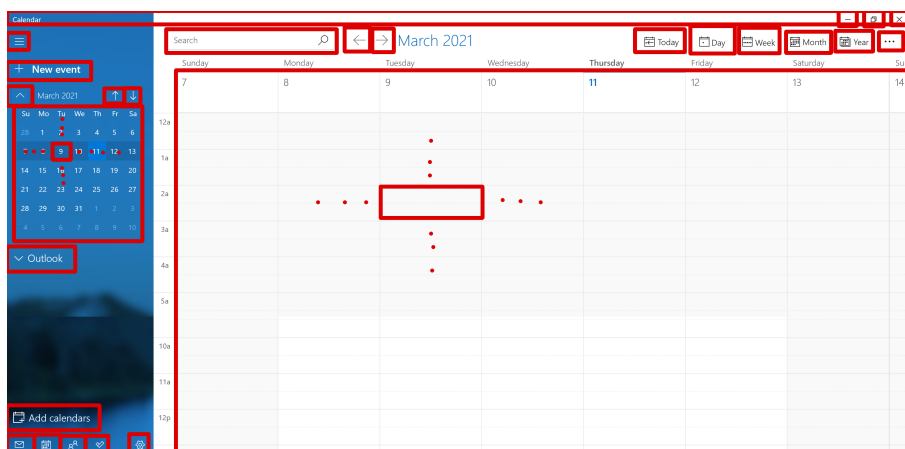 Calendar
Search
March 2021
Today
Day
Week
Month
Year
New event
March 2021
Su Mo Tu We Th Fr Sa
28 1 2 3 4 5 6
9 10 11 12 13
14 15 16 17 18 19 20
21 22 23 24 25 26 27
28 29 30 31 1 2 3
4 5 6 7 8 9 10
Outlook
Add calendars
Sunday Monday Tuesday Wednesday Thursday Friday Saturday Su
7 8 9 10 11 12 13 14
12a
1a
2a
3a
4a
5a
10a
11a
12p